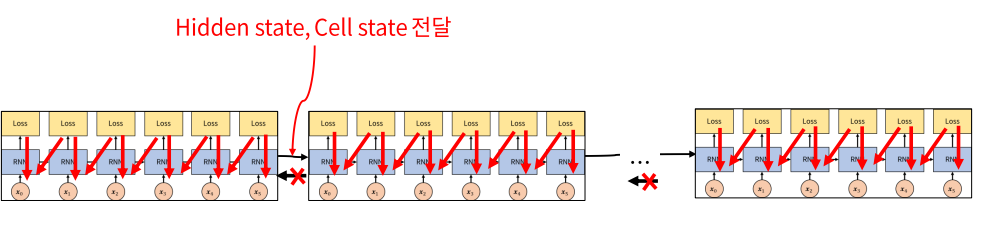 Hidden state, Cell state 전달
Loss Loss Loss Loss Loss Loss Loss Loss Loss Loss Loss Loss ... Loss Loss Loss Loss Loss Loss
RNN RNN RNN RNN RNN RNN RNN RNN RNN RNN RNN RNN RNN RNN RNN RNN RNN RNN
x0 x1 x2 x3 x4 x5 x0 x1 x2 x3 x4 x5 x0 x1 x2 x3 x4 x5